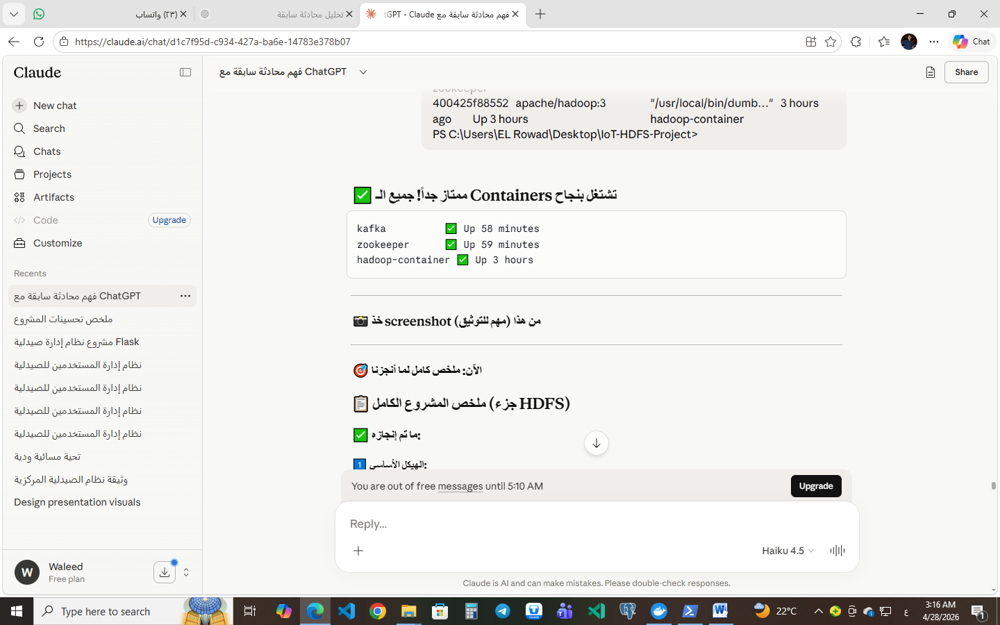 (٢٣) واتساب
تحليل محادثة سابقة
فهم محادثة سابقة مع tGPT - Claude
https://claude.ai/chat/d1c7f95d-c934-427a-ba6e-14783e378b07
Chat
Claude
فهم محادثة سابقة مع ChatGPT
Share
New chat
Search
Chats
Projects
Artifacts
Code
Upgrade
Customize
Recents
فهم محادثة سابقة مع ChatGPT
ملخص تحسينات المشروع
مشروع نظام إدارة صيدلية Flask
نظام إدارة المستخدمين للصيدلية
نظام إدارة المستخدمين للصيدلية
نظام إدارة المستخدمين للصيدلية
نظام إدارة المستخدمين للصيدلية
تحية مسائية ودية
وثيقة نظام الصيدلية المركزية
Design presentation visuals
W
Waleed
Free plan
zookeeper
400425f88552 apache/hadoop:3 "/usr/local/bin/dumb…" 3 hours
ago Up 3 hours hadoop-container
PS C:\Users\EL Rowad\Desktop\IoT-HDFS-Project>
✅ ممتاز جداً! جميع الـ Containers تشتغل بنجاح
kafka ✅ Up 58 minutes
zookeeper ✅ Up 59 minutes
hadoop-container ✅ Up 3 hours
📸 خذ screenshot من هذا (مهم للتوثيق)
🎯 الآن: ملخص كامل لما أنجزنا
📋 ملخص المشروع الكامل (جزء HDFS)
✅ ما تم إنجازه:
1️⃣ الهيكل الأساسي:
You are out of free messages until 5:10 AM
Upgrade
Reply...
Haiku 4.5
Claude is AI and can make mistakes. Please double-check responses.
Type here to search
22°C
ع
3:16 AM
4/28/2026
1